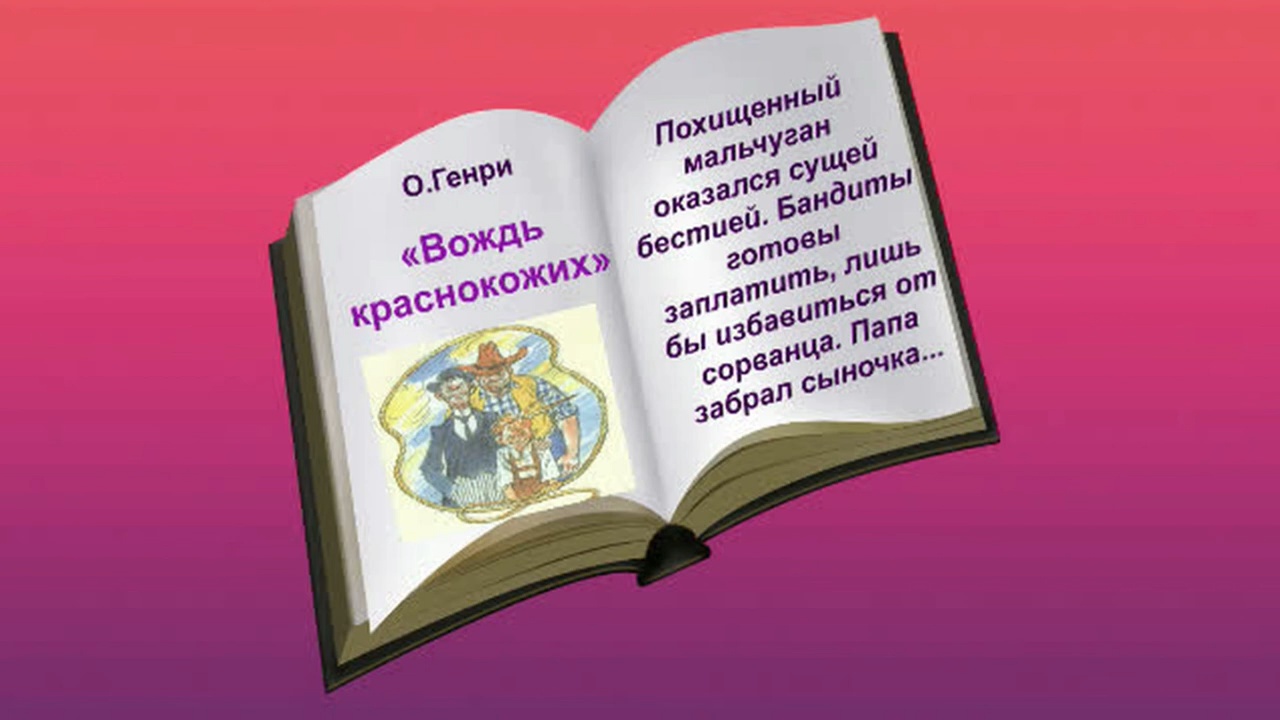 О.Генри
«Вождь
краснокожих»
Похищенный
мальчуган
оказался сущей
бестией. Бандиты
готовы
заплатить, лишь
бы избавиться от
сорванца. Папа
забрал сыночка...